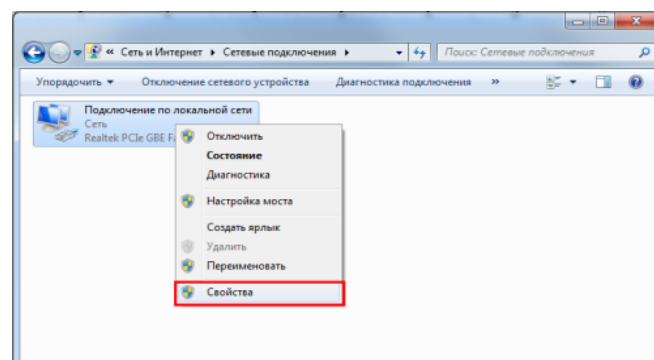 « Сеть и Интернет ▸ Сетевые подключения ▸ Поиск: Сетевые подключения
Упорядочить ▼ Отключение сетевого устройства Диагностика подключения »
Подключение по локальной сети
Сеть
Realtek PCIe GBE
Отключить
Состояние
Диагностика
Настройка моста
Создать ярлык
Удалить
Переименовать
Свойства